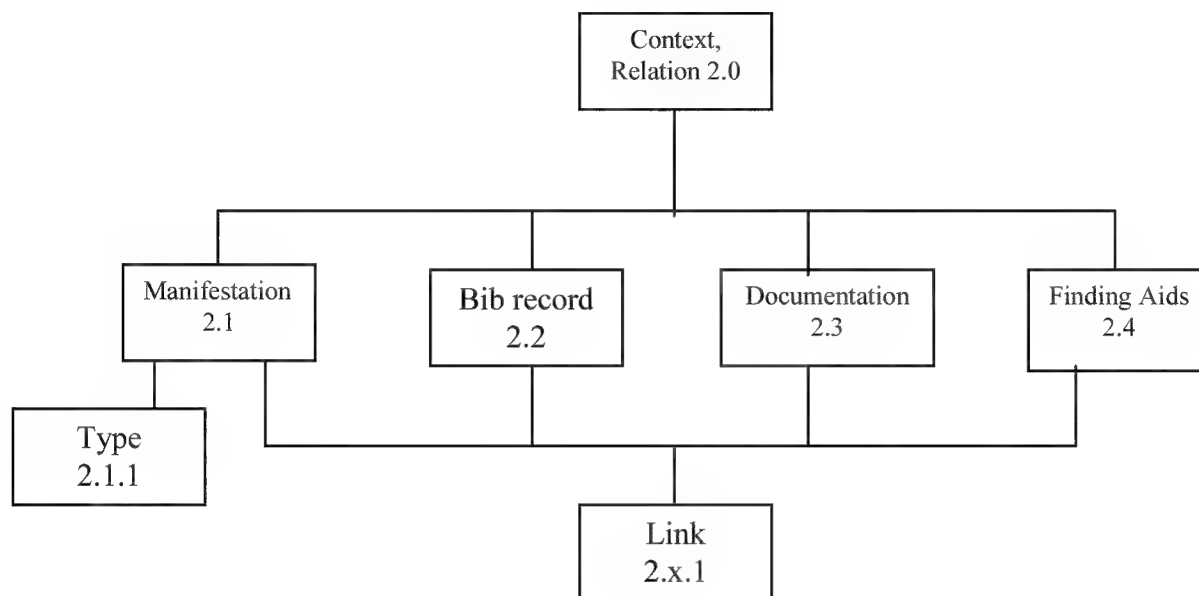 Context,
Relation 2.0
Manifestation
2.1
Bib record
2.2
Documentation
2.3
Finding Aids
2.4
Type
2.1.1
Link
2.x.1